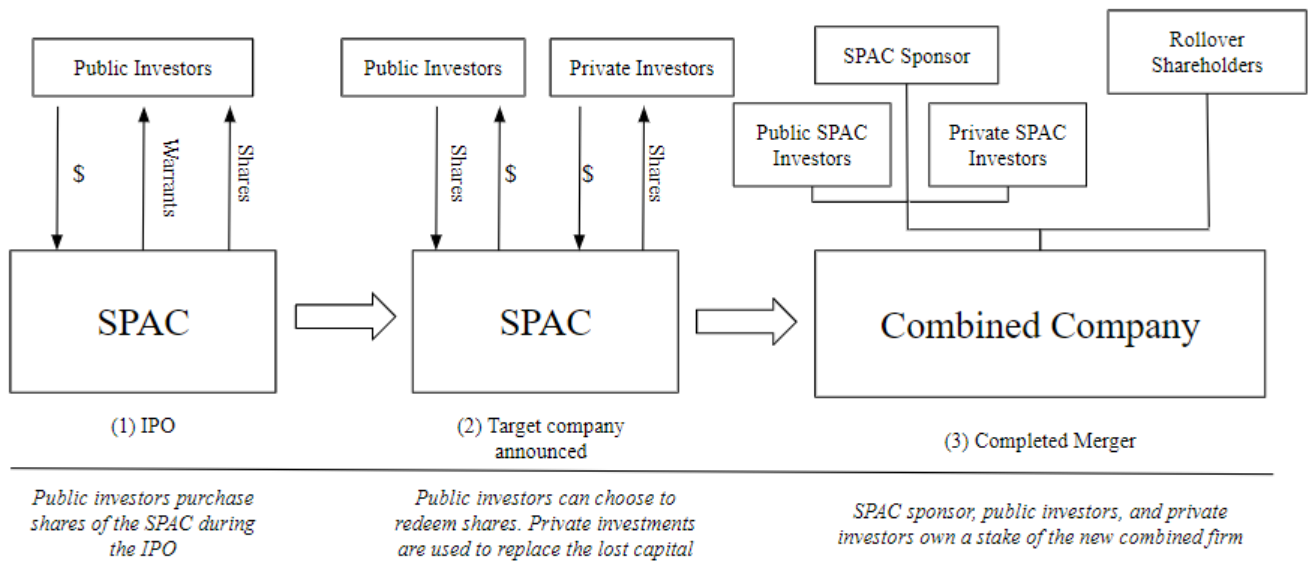 Public Investors
$
Warrants
Shares
SPAC
(1) IPO
Public investors purchase
shares of the SPAC during
the IPO
Public Investors
Private Investors
Shares
$
$
Shares
SPAC
(2) Target company
announced
Public investors can choose to
redeem shares. Private investments
are used to replace the lost capital
SPAC Sponsor
Rollover
Shareholders
Public SPAC
Investors
Private SPAC
Investors
Combined Company
(3) Completed Merger
SPAC sponsor, public investors, and private
investors own a stake of the new combined firm